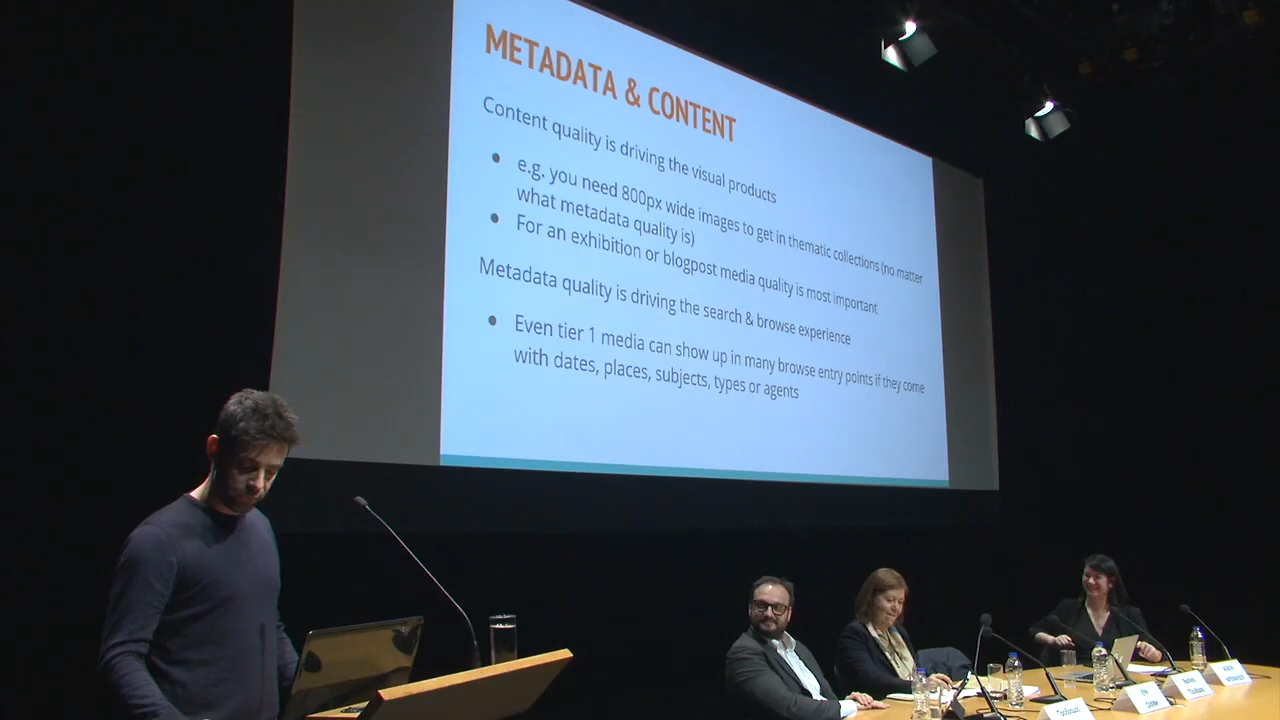 METADATA & CONTENT
Content quality is driving the visual products
• e.g. you need 800px wide images to get in thematic collections (no matter
what metadata quality is)
• For an exhibition or blogpost media quality is most important
Metadata quality is driving the search & browse experience
• Even tier 1 media can show up in many browse entry points if they come
with dates, places, subjects, types or agents